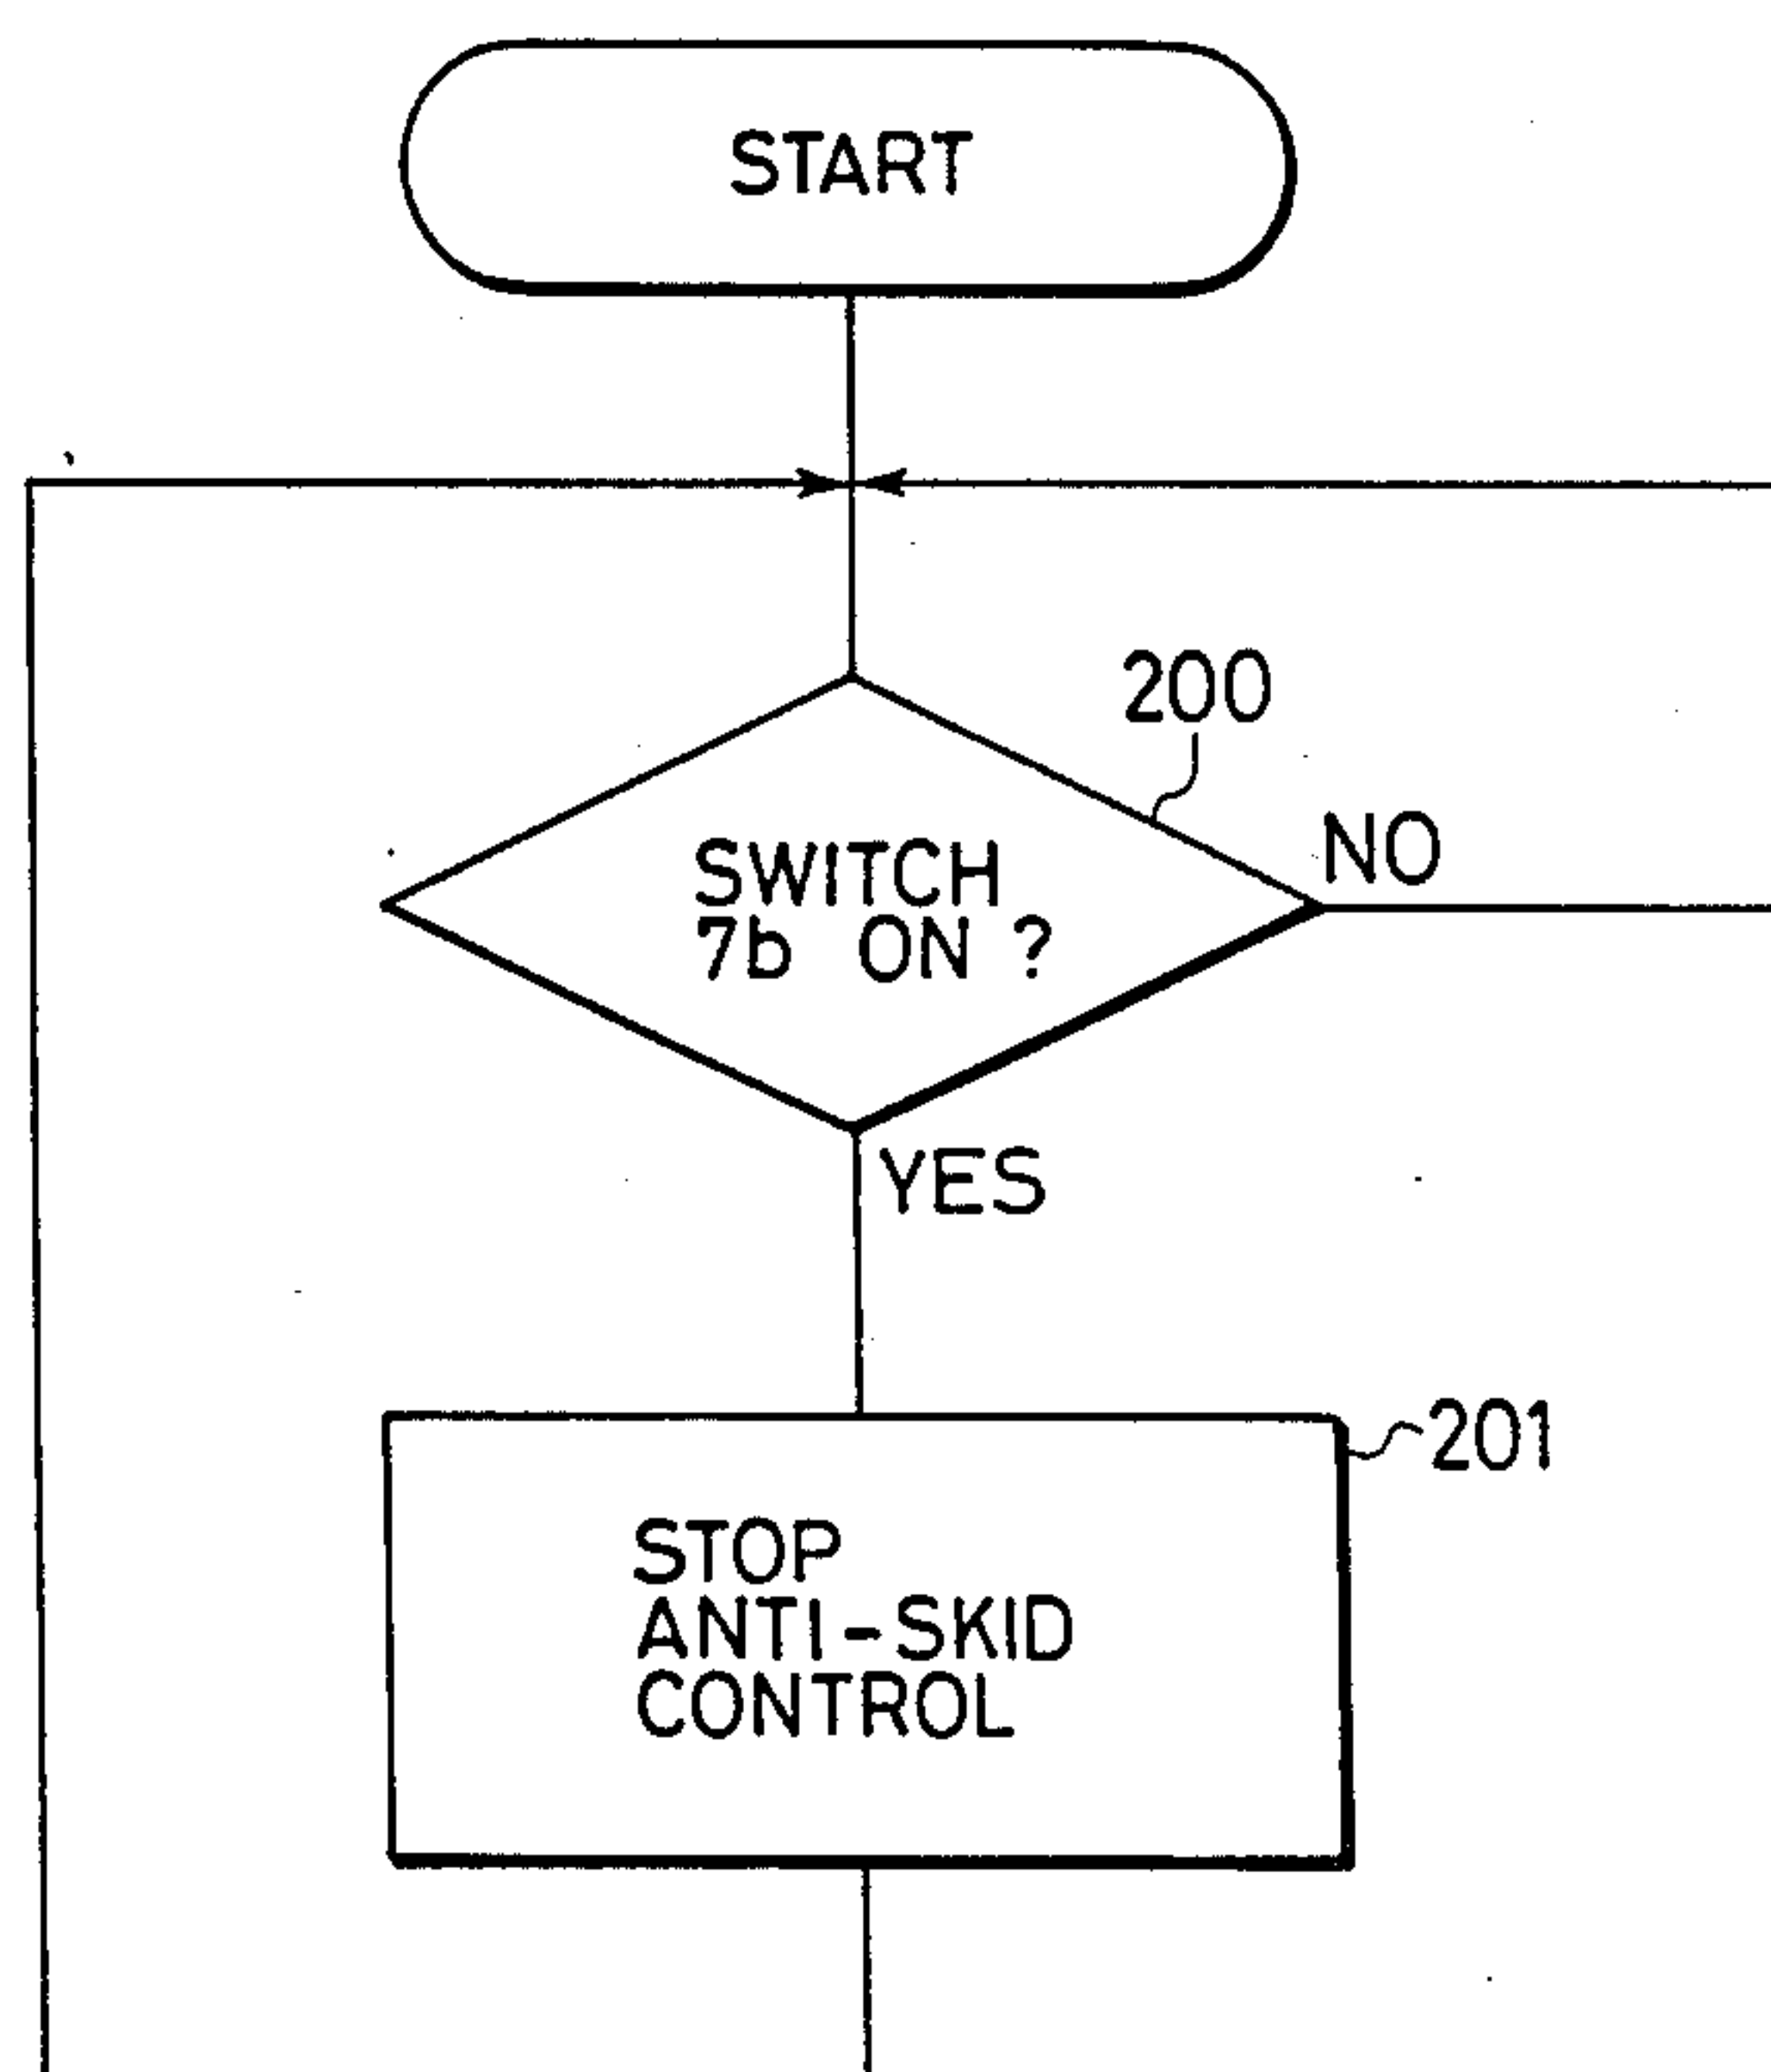 START
200
SWITCH
7b ON ?
NO
YES
201
STOP
ANTI-SKID
CONTROL